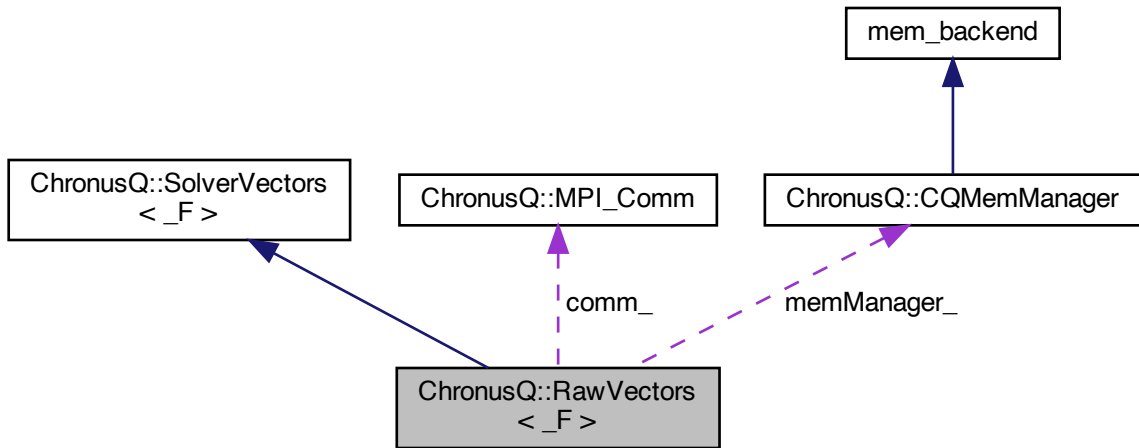 mem_backend
ChronusQ::SolverVectors
< _F >
ChronusQ::MPI_Comm
ChronusQ::CQMemManager
comm_
memManager_
ChronusQ::RawVectors
< _F >